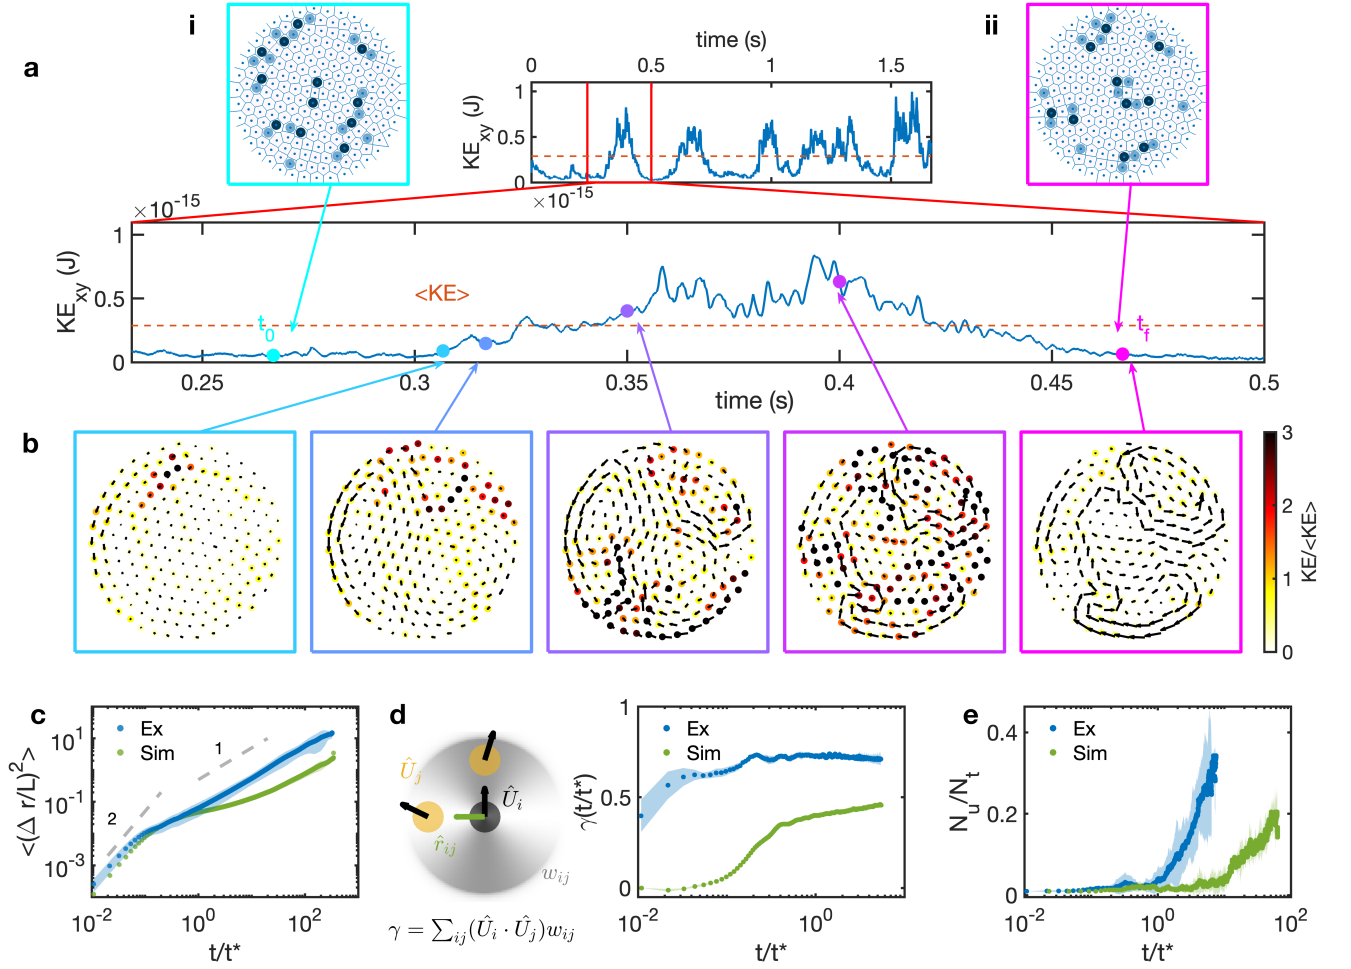 i
ii
a
time (s)
0 0.5 1 1.5
KE_xy (J)
1
0.5
0
×10^-15
×10^-15
KE_xy (J)
1
0.5
0
<KE>
t_0
t_f
0.25 0.3 0.35 0.4 0.45 0.5
time (s)
b
3
2
1
0
KE/<KE>
c
Ex
Sim
1
2
<(Δ r/L)^2>
10^1
10^-1
10^-3
10^-2 10^0 10^2
t/t*
d
Û_j
Û_i
r̂_ij
w_ij
γ = ∑_ij(Û_i · Û_j)w_ij
Ex
Sim
γ(t/t*)
1
0.5
0
10^-2 10^0
t/t*
e
Ex
Sim
N_u/N_t
0.4
0.2
0
10^-2 10^0 10^2
t/t*